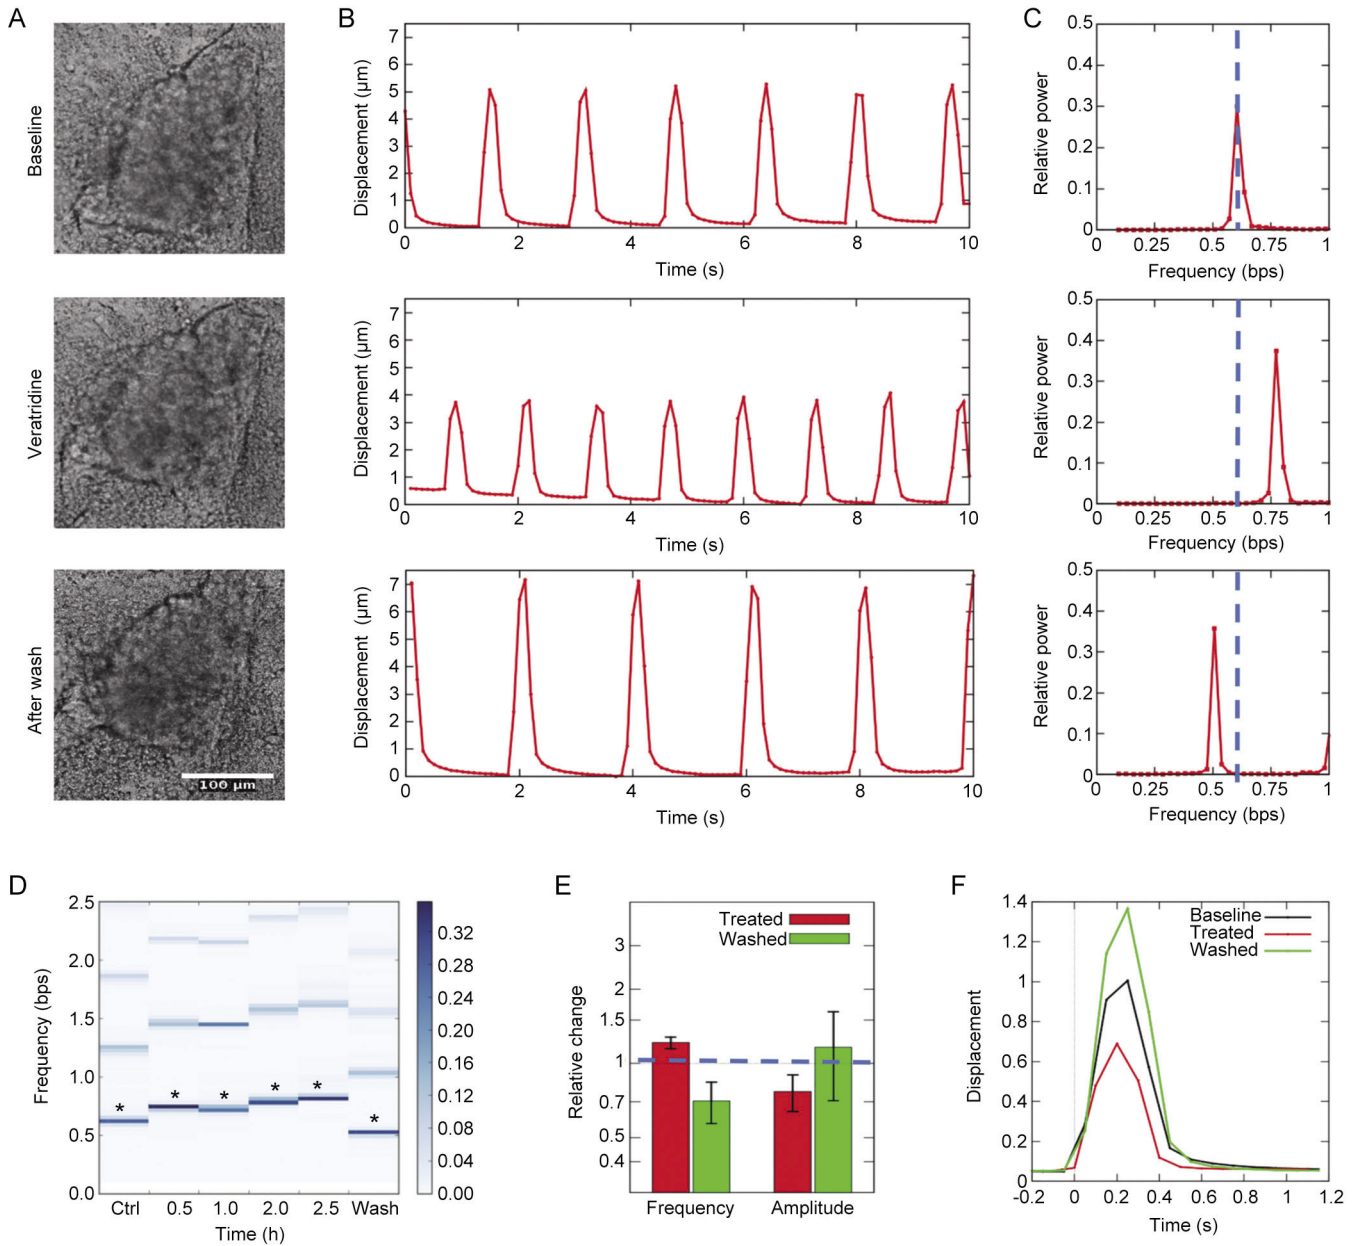 A
B
C
Baseline
Displacement (µm)
7
6
5
4
3
2
1
0
0 2 4 6 8 10
Time (s)
Relative power
0.5
0.4
0.3
0.2
0.1
0
0 0.25 0.5 0.75 1
Frequency (bps)
Veratridine
Displacement (µm)
7
6
5
4
3
2
1
0
0 2 4 6 8 10
Time (s)
Relative power
0.5
0.4
0.3
0.2
0.1
0
0 0.25 0.5 0.75 1
Frequency (bps)
After wash
100 µm
Displacement (µm)
7
6
5
4
3
2
1
0
0 2 4 6 8 10
Time (s)
Relative power
0.5
0.4
0.3
0.2
0.1
0
0 0.25 0.5 0.75 1
Frequency (bps)
D
Frequency (bps)
2.5
2.0
1.5
1.0
0.5
0.0
* * * * * *
Ctrl 0.5 1.0 2.0 2.5 Wash
Time (h)
0.32
0.28
0.24
0.20
0.16
0.12
0.08
0.04
0.00
E
Relative change
3
2
1.5
1
0.7
0.5
0.4
Treated
Washed
Frequency Amplitude
F
Displacement
1.4
1.2
1
0.8
0.6
0.4
0.2
0
Baseline
Treated
Washed
-0.2 0 0.2 0.4 0.6 0.8 1 1.2
Time (s)